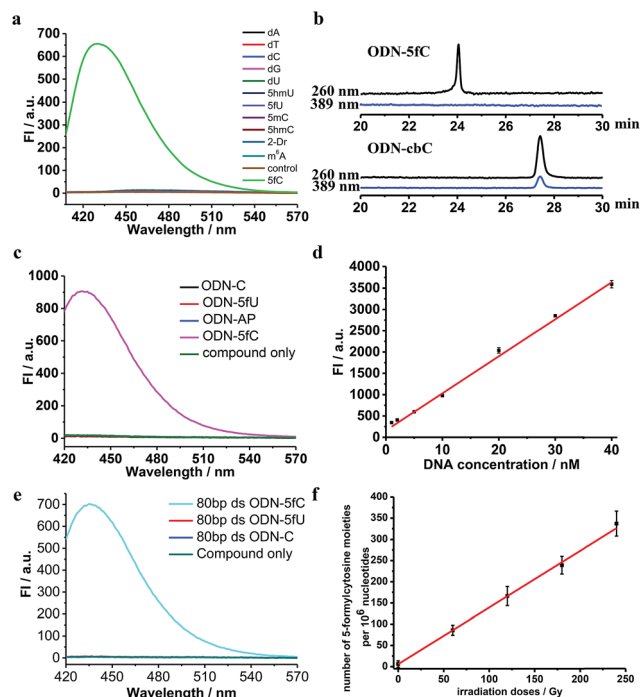 a
FI / a.u.
700
600
500
400
300
200
100
0
420 450 480 510 540 570
Wavelength / nm
dA
dT
dC
dG
dU
5hmU
5fU
5mC
5hmC
2-Dr
m⁶A
control
5fC
b
ODN-5fC
260 nm
389 nm
20 22 24 26 28 30 min
ODN-cbC
260 nm
389 nm
20 22 24 26 28 30 min
c
FI / a.u.
1000
800
600
400
200
0
420 450 480 510 540 570
Wavelength / nm
ODN-C
ODN-5fU
ODN-AP
ODN-5fC
compound only
d
FI / a.u.
4000
3500
3000
2500
2000
1500
1000
500
0
0 10 20 30 40
DNA concentration / nM
e
FI / a.u.
700
600
500
400
300
200
100
0
420 450 480 510 540 570
Wavelength / nm
80bp ds ODN-5fC
80bp ds ODN-5fU
80bp ds ODN-C
Compound only
f
number of 5-formylcytosine moieties
per 10⁶ nucleotides
400
350
300
250
200
150
100
50
0
0 50 100 150 200 250
irradiation doses / Gy